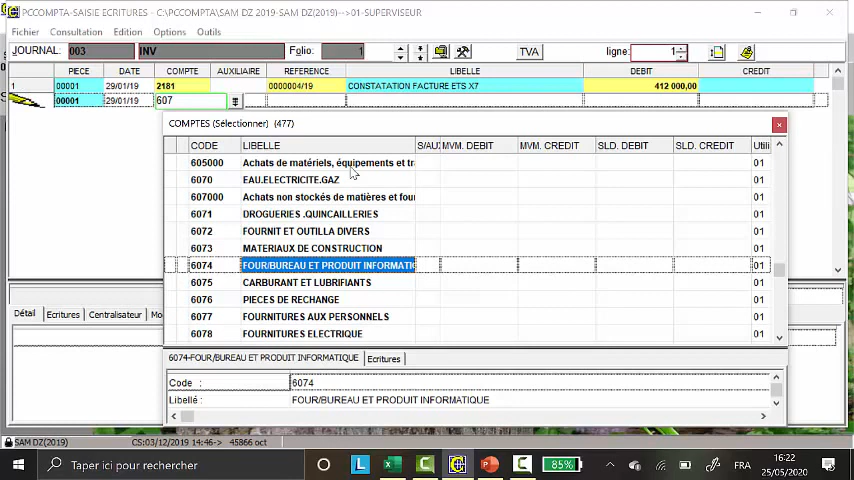 PCCOMPTA-SAISIE ECRITURES - C:\PCCOMPTA-SAM DZ 2019-SAM DZ(2019)-->01-SUPERVISEUR
Fichier Consultation Edition Options Outils
JOURNAL: 003 INV Folio: 1 TVA ligne: 1
PIECE DATE COMPTE AUXILIAIRE REFERENCE LIBELLE DEBIT CREDIT
1 00001 29/01/19 2181 0000004/19 CONSTATATION FACTURE ETS X7 412 000,00
00001 29/01/19 607
COMPTES (Sélectionner) (477)
CODE LIBELLE S/AUX MVM. DEBIT MVM. CREDIT SLD. DEBIT SLD. CREDIT Utili
605000 Achats de matériels, équipements et tr 01
6070 EAU.ELECTRICITE.GAZ 01
607000 Achats non stockés de matières et four 01
6071 DROGUERIES .QUINCAILLERIES 01
6072 FOURNIT ET OUTILLA DIVERS 01
6073 MATERIAUX DE CONSTRUCTION 01
6074 FOUR/BUREAU ET PRODUIT INFORMATI 01
6075 CARBURANT ET LUBRIFIANTS 01
6076 PIECES DE RECHANGE 01
6077 FOURNITURES AUX PERSONNELS 01
6078 FOURNITURES ELECTRIQUE 01
Détail Ecritures Centralisateur Mo
6074-FOUR/BUREAU ET PRODUIT INFORMATIQUE Ecritures
Code : 6074
Libellé : FOUR/BUREAU ET PRODUIT INFORMATIQUE
SAM DZ(2019) CS:03/12/2019 14:46-> 45866 oct
Taper ici pour rechercher
85%
FRA
16:22
25/05/2020